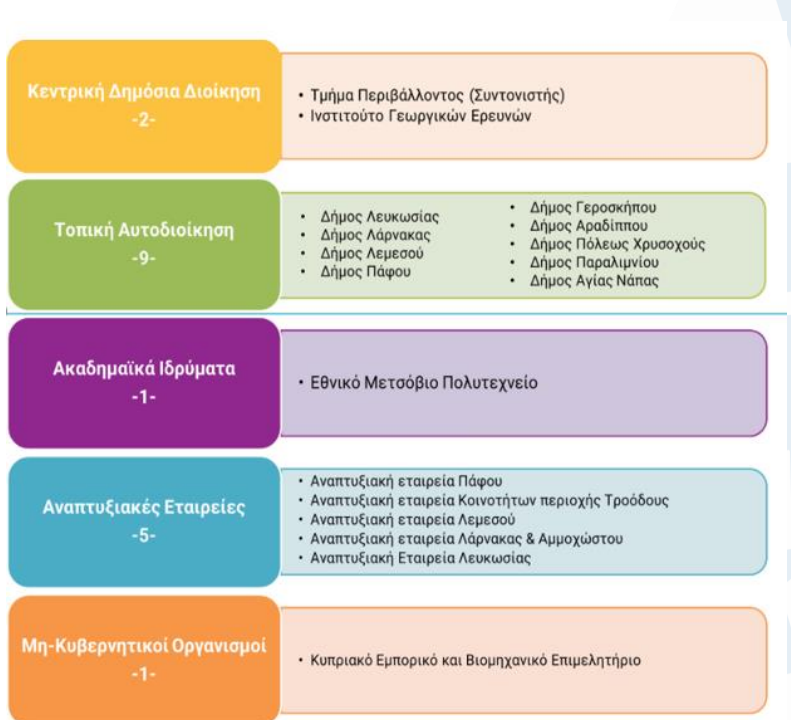 Κεντρική Δημόσια Διοίκηση
-2-
• Τμήμα Περιβάλλοντος (Συντονιστής)
• Ινστιτούτο Γεωργικών Ερευνών
Τοπική Αυτοδιοίκηση
-9-
• Δήμος Λευκωσίας
• Δήμος Λάρνακας
• Δήμος Λεμεσού
• Δήμος Πάφου
• Δήμος Γεροσκήπου
• Δήμος Αραδίππου
• Δήμος Πόλεως Χρυσοχούς
• Δήμος Παραλιμνίου
• Δήμος Αγίας Νάπας
Ακαδημαϊκά Ιδρύματα
-1-
• Εθνικό Μετσόβιο Πολυτεχνείο
Αναπτυξιακές Εταιρείες
-5-
• Αναπτυξιακή εταιρεία Πάφου
• Αναπτυξιακή εταιρεία Κοινοτήτων περιοχής Τροόδους
• Αναπτυξιακή εταιρεία Λεμεσού
• Αναπτυξιακή εταιρεία Λάρνακας & Αμμοχώστου
• Αναπτυξιακή Εταιρεία Λευκωσίας
Μη-Κυβερνητικοί Οργανισμοί
-1-
• Κυπριακό Εμπορικό και Βιομηχανικό Επιμελητήριο